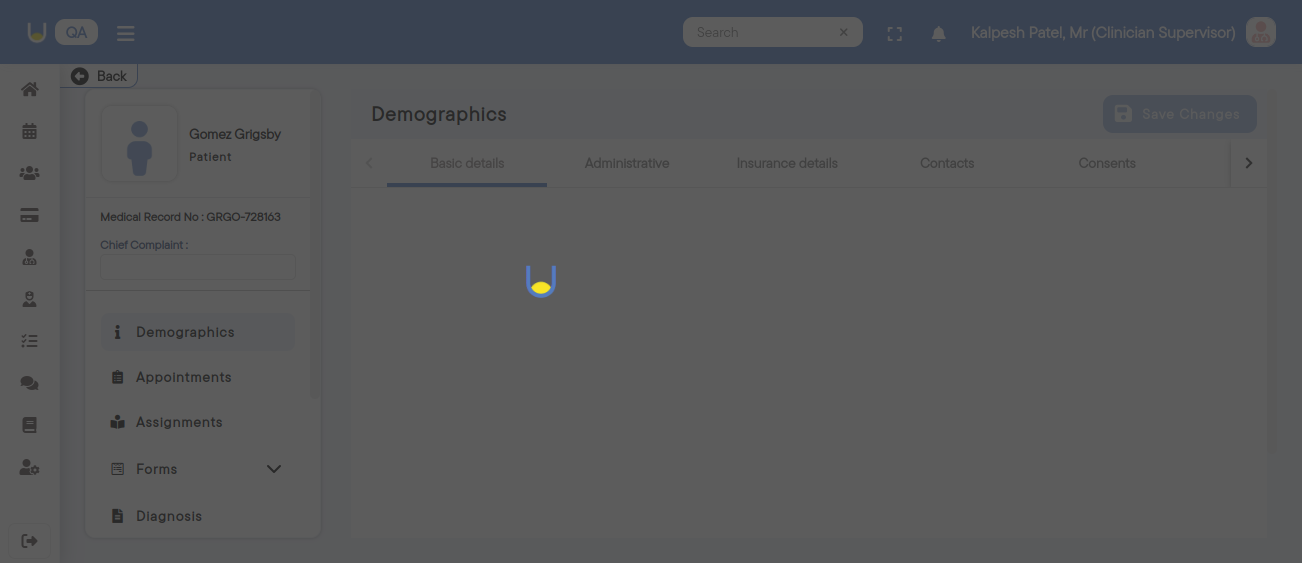 QA
Search
Kalpesh Patel, Mr (Clinician Supervisor)
Back
Gomez Grigsby
Patient
Medical Record No : GRGO-728163
Chief Complaint :
Demographics
Appointments
Assignments
Forms
Diagnosis
Demographics
Save Changes
Basic details
Administrative
Insurance details
Contacts
Consents